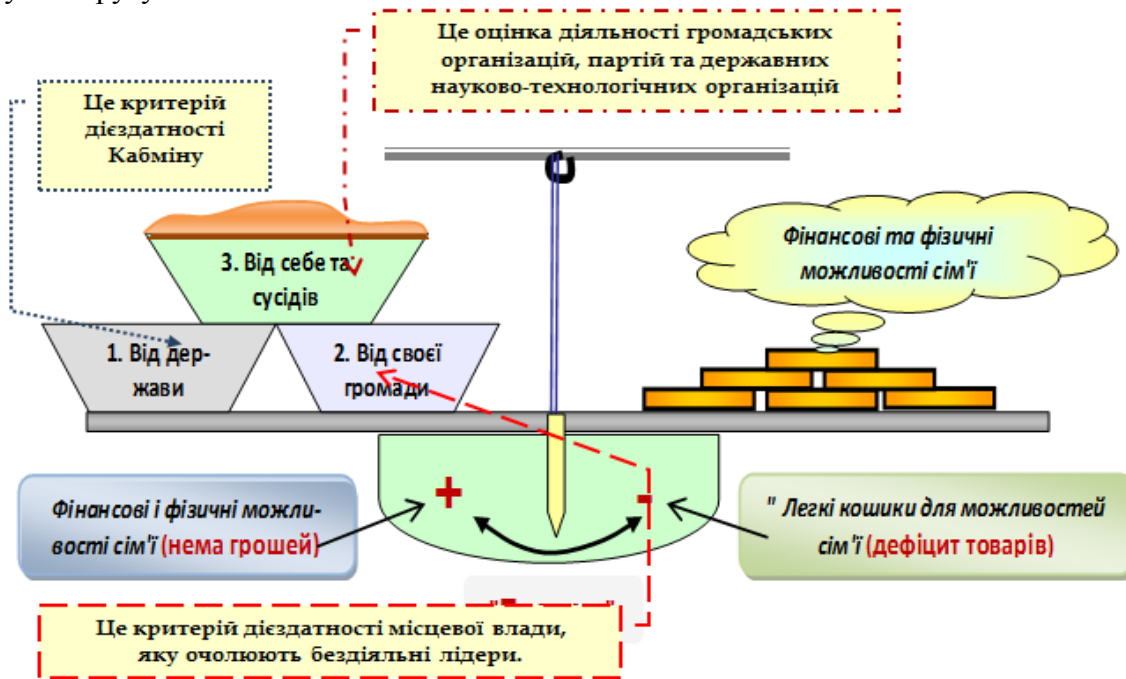 Це оцінка діяльності громадських
організацій, партій та державних
науково-технологічних організацій
Це критерій
дієздатності
Кабміну
3. Від себе та
сусідів
Фінансові та фізичні
можливості сім'ї
1. Від дер-
жави
2. Від своєї
громади
+
-
Фінансові і фізичні можли-
вості сім'ї (нема грошей)
" Легкі кошики для можливостей
сім'ї (дефіцит товарів)
Це критерій дієздатності місцевої влади,
яку очолюють бездіяльні лідери.